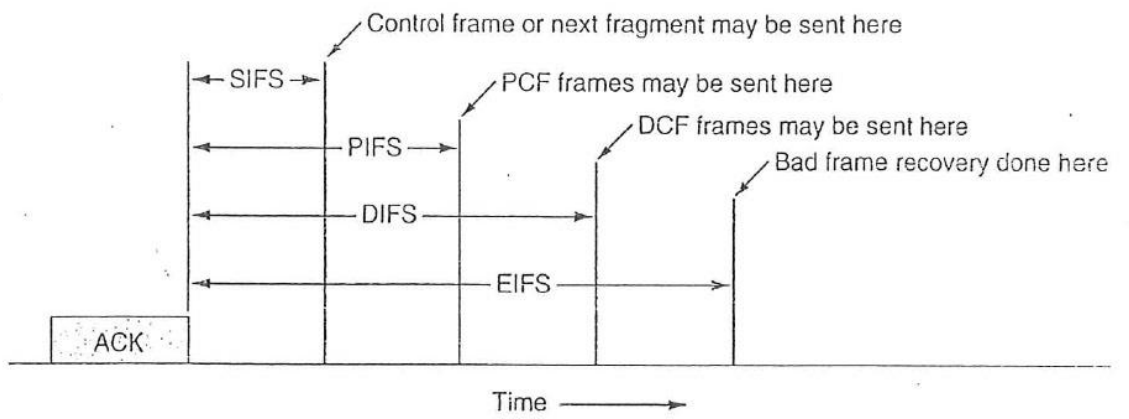 Control frame or next fragment may be sent here
SIFS
PCF frames may be sent here
DCF frames may be sent here
PIFS
Bad frame recovery done here
DIFS
EIFS
ACK
Time